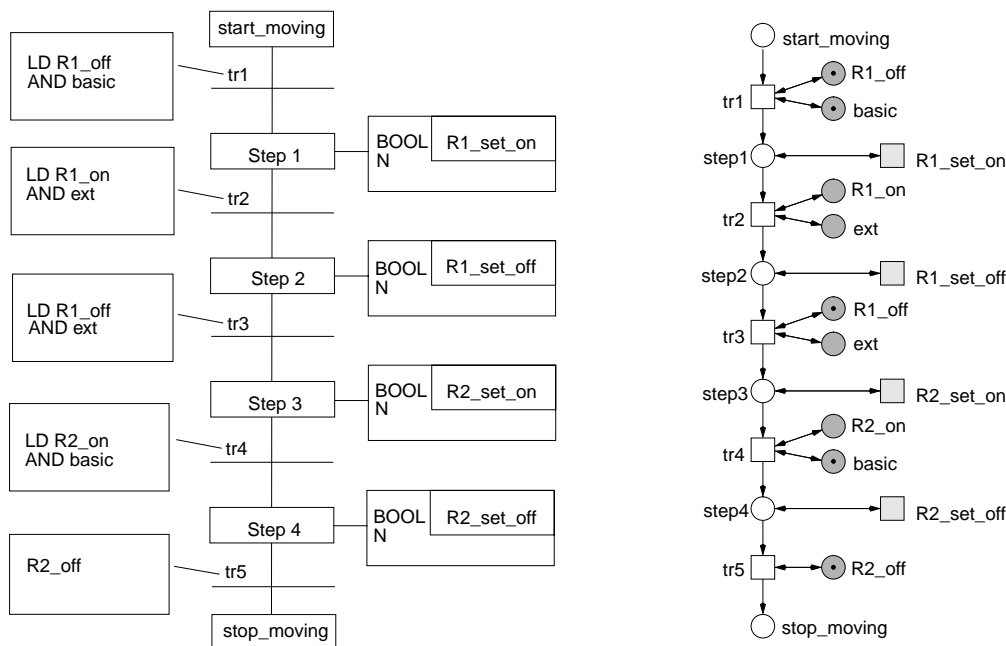 start_moving
LD R1_off
AND basic
tr1
Step 1
BOOL
N
R1_set_on
LD R1_on
AND ext
tr2
Step 2
BOOL
N
R1_set_off
LD R1_off
AND ext
tr3
Step 3
BOOL
N
R2_set_on
LD R2_on
AND basic
tr4
Step 4
BOOL
N
R2_set_off
R2_off
tr5
stop_moving
start_moving
R1_off
tr1
basic
step1
R1_set_on
R1_on
tr2
ext
step2
R1_set_off
R1_off
tr3
ext
step3
R2_set_on
R2_on
tr4
basic
step4
R2_set_off
tr5
R2_off
stop_moving